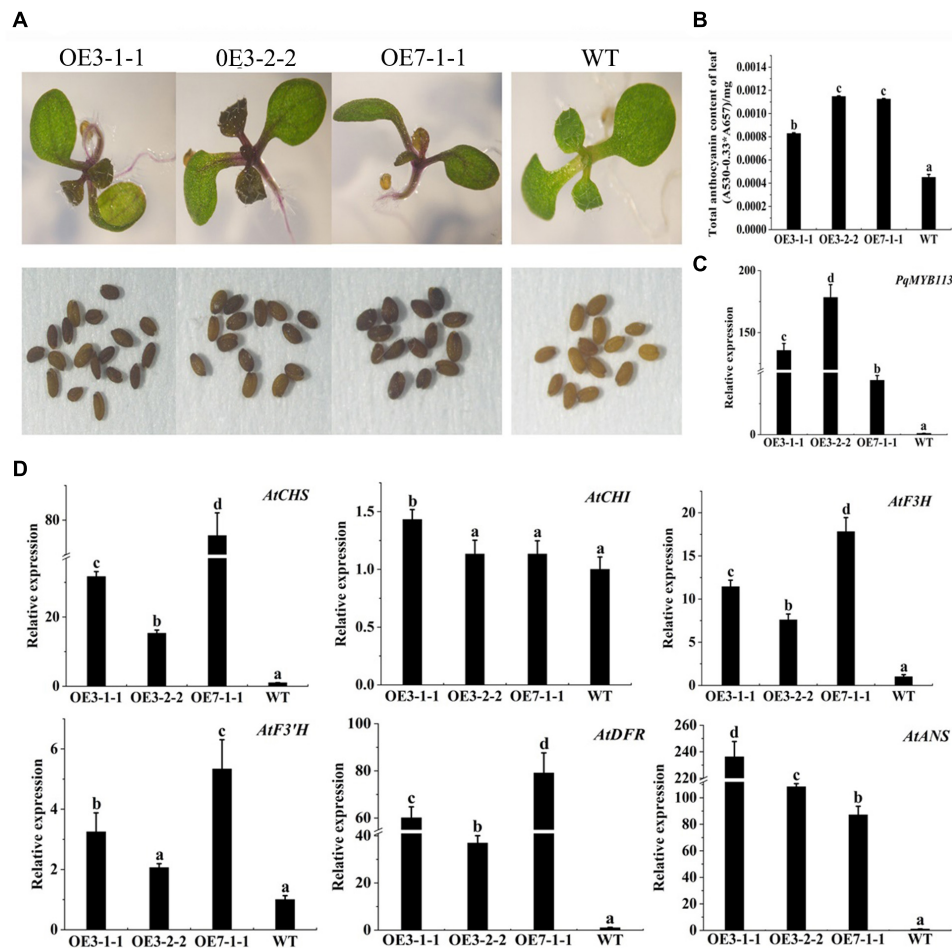 A
OE3-1-1
0E3-2-2
OE7-1-1
WT
B
Total anthocyanin content of leaf
(A530-0.33*A657)/mg
0.0014
0.0012
0.0010
0.0008
0.0006
0.0004
0.0002
0.0000
b
c
c
a
OE3-1-1
OE3-2-2
OE7-1-1
WT
C
PqMYB113
Relative expression
200
150
0
c
d
b
a
OE3-1-1
OE3-2-2
OE7-1-1
WT
D
AtCHS
Relative expression
80
20
0
c
b
d
a
OE3-1-1
OE3-2-2
OE7-1-1
WT
AtCHI
Relative expression
1.5
1.0
0.5
0.0
b
a
a
a
OE3-1-1
OE3-2-2
OE7-1-1
WT
AtF3H
Relative expression
20
15
10
5
0
c
b
d
a
OE3-1-1
OE3-2-2
OE7-1-1
WT
AtF3'H
Relative expression
6
4
2
0
b
a
c
a
OE3-1-1
OE3-2-2
OE7-1-1
WT
AtDFR
Relative expression
100
80
60
40
20
0
c
b
d
a
OE3-1-1
OE3-2-2
OE7-1-1
WT
AtANS
Relative expression
260
240
220
100
80
60
40
20
0
d
c
b
a
OE3-1-1
OE3-2-2
OE7-1-1
WT